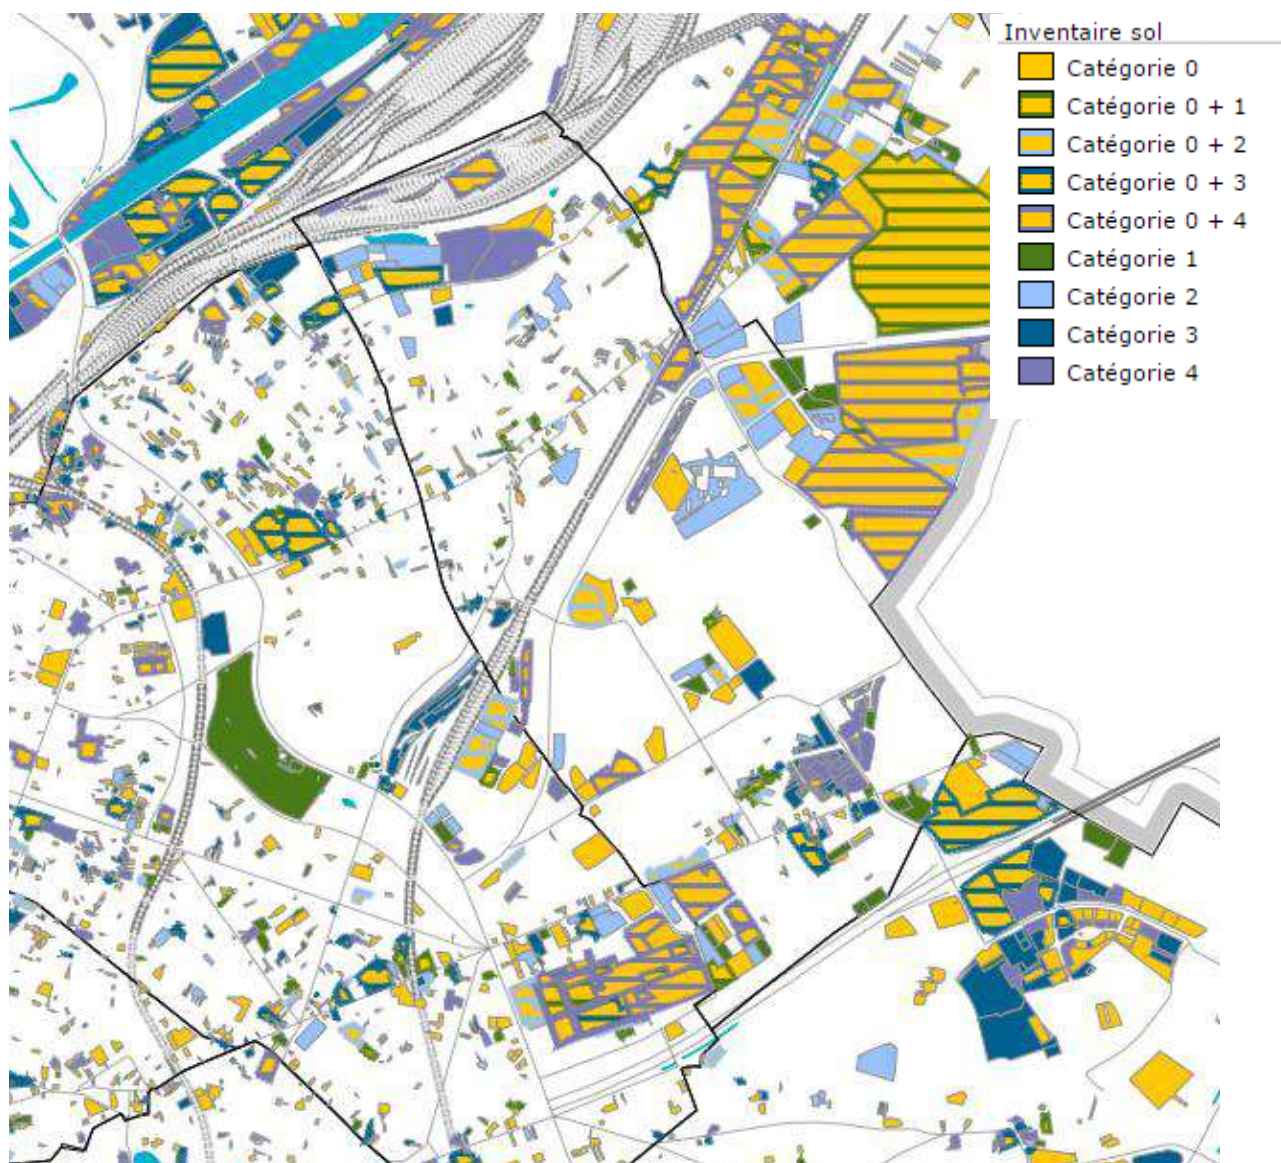 Inventaire sol
Catégorie 0
Catégorie 0 + 1
Catégorie 0 + 2
Catégorie 0 + 3
Catégorie 0 + 4
Catégorie 1
Catégorie 2
Catégorie 3
Catégorie 4